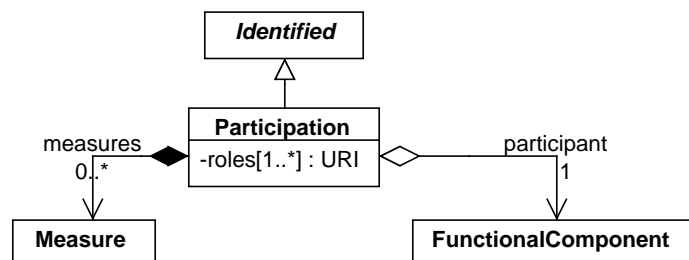 Identified
Participation
-roles[1..*] : URI
measures
0..*
participant
1
Measure
FunctionalComponent